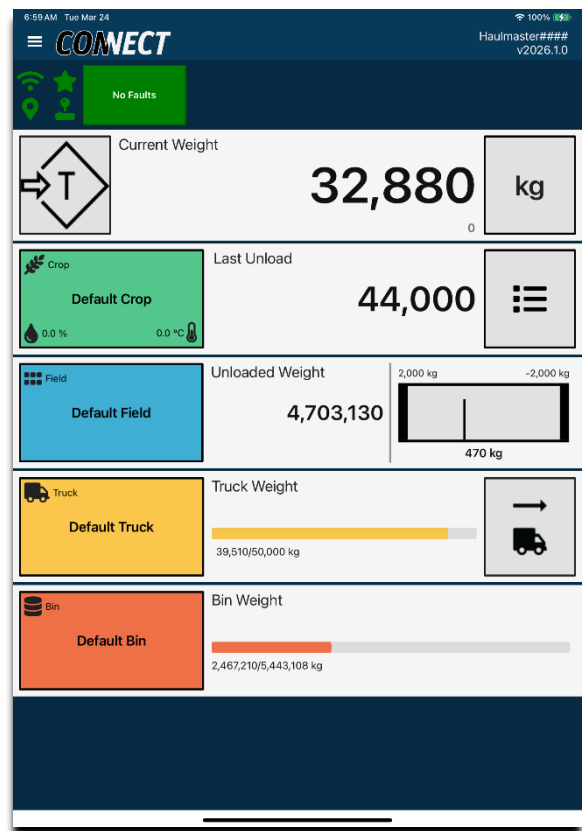 6:59 AM Tue Mar 24
100%
CONNECT
Haulmaster####
v2026.1.0
No Faults
Current Weight
T
32,880
kg
0
Crop
Default Crop
0.0 %
0.0 °C
Last Unload
44,000
Field
Default Field
Unloaded Weight
4,703,130
2,000 kg
-2,000 kg
470 kg
Truck
Default Truck
Truck Weight
39,510/50,000 kg
Bin
Default Bin
Bin Weight
2,467,210/5,443,108 kg